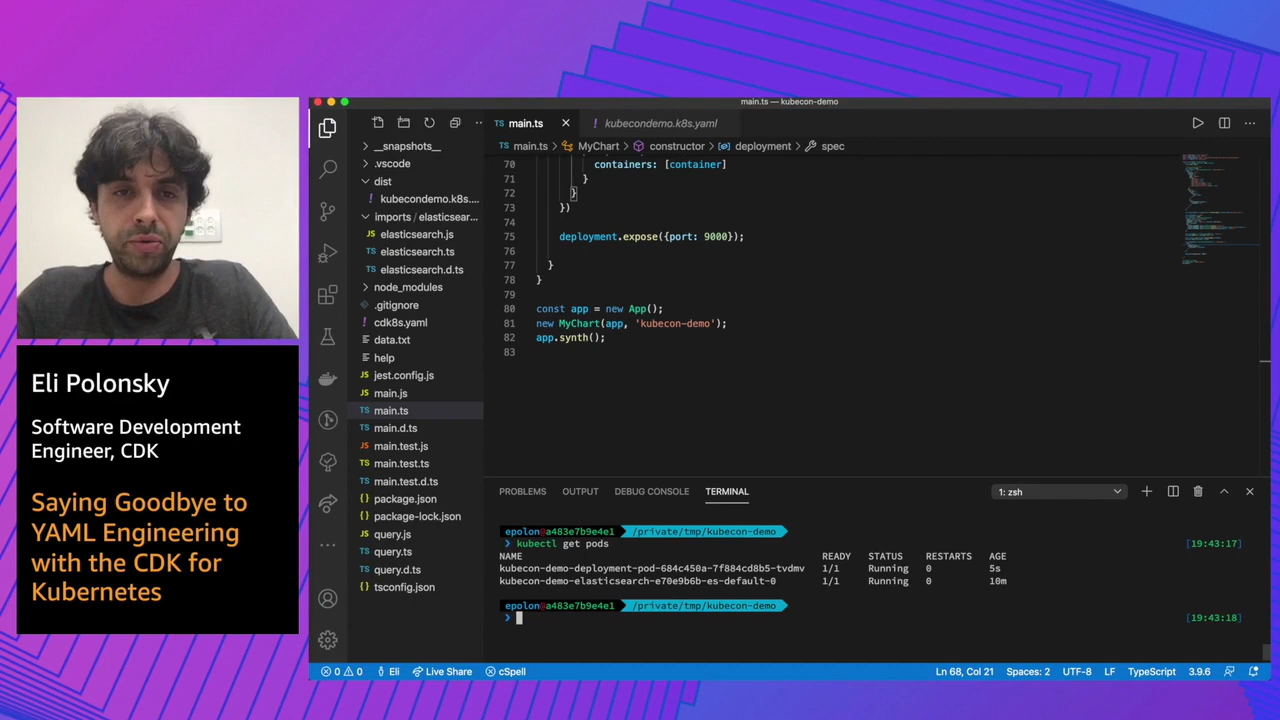 Eli Polonsky
Software Development
Engineer, CDK
Saying Goodbye to
YAML Engineering
with the CDK for
Kubernetes
main.ts — kubecon-demo
main.ts
kubecondemo.k8s.yaml
main.ts > MyChart > constructor > deployment > spec
__snapshots__
.vscode
dist
kubecondemo.k8s....
imports / elasticsear...
elasticsearch.js
elasticsearch.ts
elasticsearch.d.ts
node_modules
.gitignore
cdk8s.yaml
data.txt
help
jest.config.js
main.js
main.ts
main.d.ts
main.test.js
main.test.ts
main.test.d.ts
package.json
package-lock.json
query.js
query.ts
query.d.ts
tsconfig.json
70 containers: [container]
71 }
72 }
73 })
74
75 deployment.expose({port: 9000});
76
77 }
78 }
79
80 const app = new App();
81 new MyChart(app, 'kubecon-demo');
82 app.synth();
83
PROBLEMS OUTPUT DEBUG CONSOLE TERMINAL 1: zsh
epolon@a483e7b9e4e1 /private/tmp/kubecon-demo
❯ kubectl get pods [19:43:17]
NAME READY STATUS RESTARTS AGE
kubecon-demo-deployment-pod-684c450a-7f884cd8b5-tvdmv 1/1 Running 0 5s
kubecon-demo-elasticsearch-e70e9b6b-es-default-0 1/1 Running 0 10m
epolon@a483e7b9e4e1 /private/tmp/kubecon-demo
❯ [19:43:18]
0 0 Eli Live Share cSpell Ln 68, Col 21 Spaces: 2 UTF-8 LF TypeScript 3.9.6